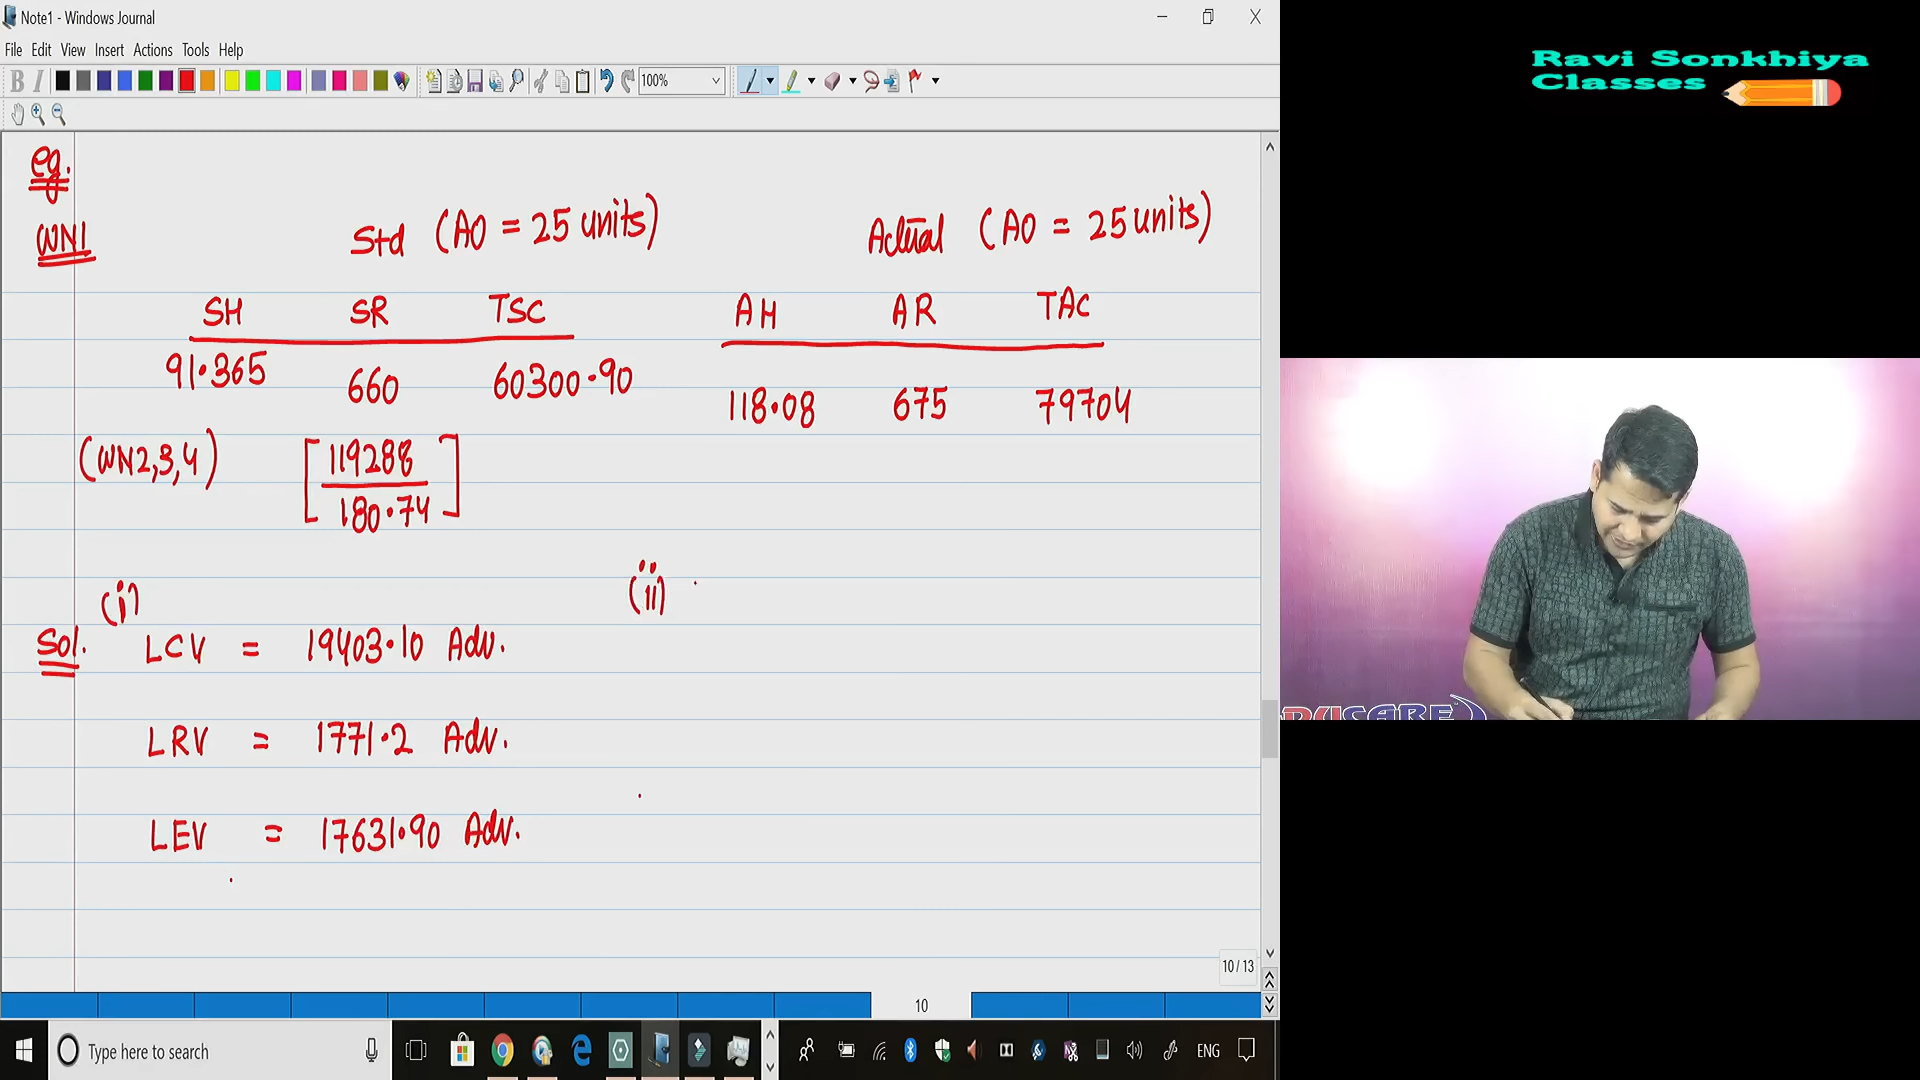 Note1 - Windows Journal
File Edit View Insert Actions Tools Help
B I 100%
Ravi Sonkhiya
Classes
eg.
WN1 Std (AO = 25 units) Actual (AO = 25 units)
SH SR TSC AH AR TAC
91.365 660 60300.90 118.08 675 79704
(WN2,3,4) [119288
180.74]
(i) (ii)
Sol. LCV = 19403.10 Adv.
LRV = 1771.2 Adv.
LEV = 17631.90 Adv.
10 / 13
10
Type here to search
ENG